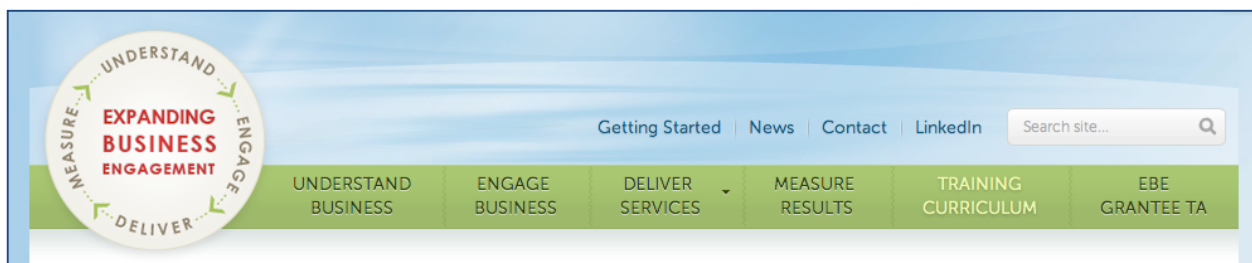 UNDERSTAND
ENGAGE
DELIVER
MEASURE
EXPANDING
BUSINESS
ENGAGEMENT
Getting Started
News
Contact
LinkedIn
Search site...
UNDERSTAND
BUSINESS
ENGAGE
BUSINESS
DELIVER
SERVICES
MEASURE
RESULTS
TRAINING
CURRICULUM
EBE
GRANTEE TA